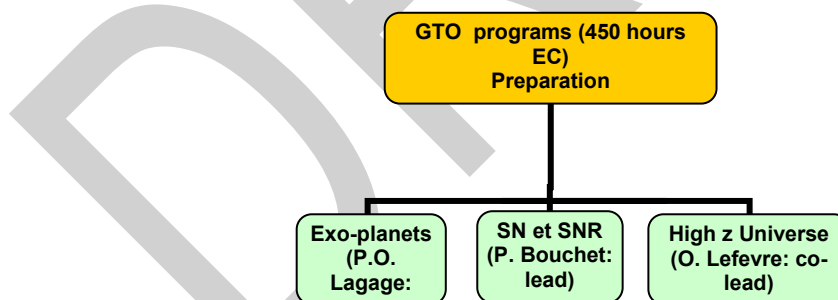 GTO programs (450 hours
EC)
Preparation
Exo-planets
(P.O.
Lagage:
SN et SNR
(P. Bouchet:
lead)
High z Universe
(O. Lefevre: co-
lead)